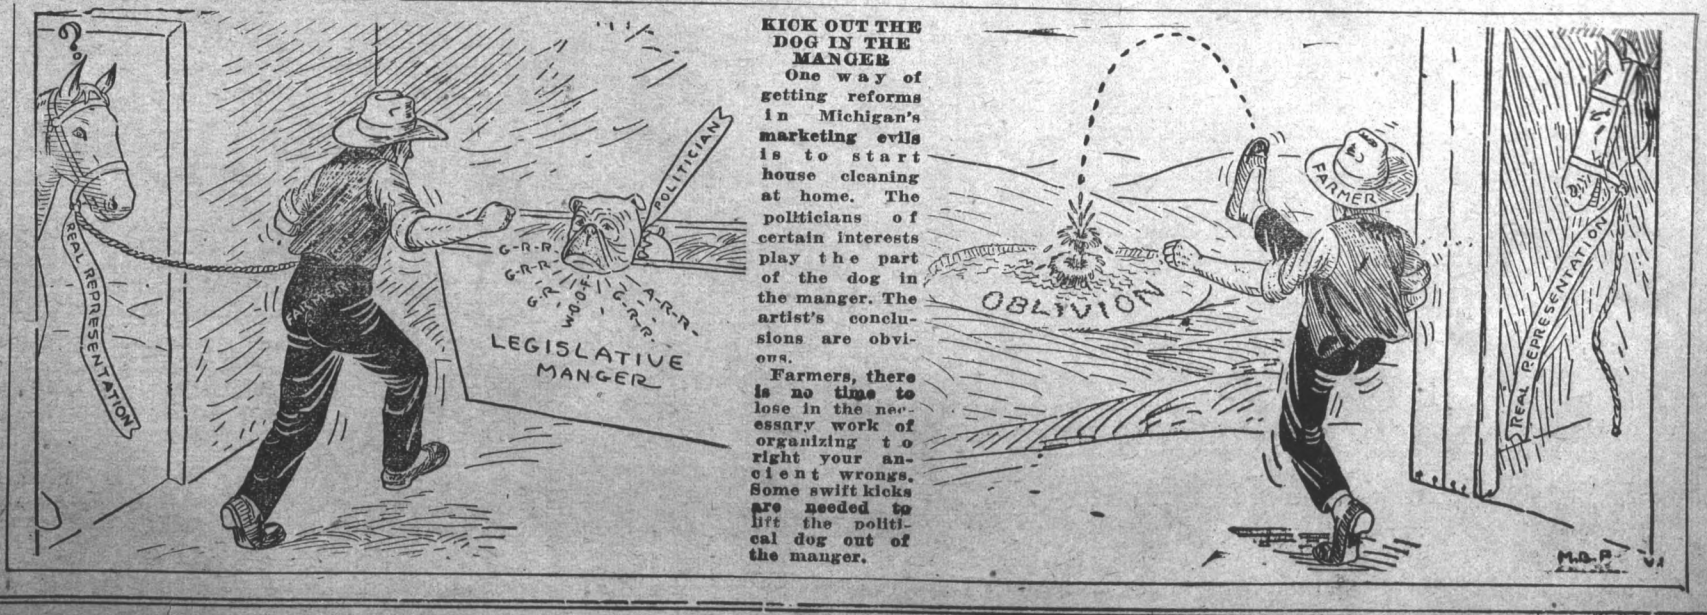 ?
REAL REPRESENTATION
FARMER
POLITICIAN
G-R-R
G-R-R
G-R
W-O-O-F
G-R-R-
A-R-R-
LEGISLATIVE
MANGER
KICK OUT THE
DOG IN THE
MANGER
One way of
getting reforms
in Michigan's
marketing evils
is to start
house cleaning
at home. The
politicians of
certain interests
play the part
of the dog in
the manger. The
artist's conclu-
sions are obvi-
ous.
Farmers, there
is no time to
lose in the nec-
essary work of
organizing to
right your an-
cient wrongs.
Some swift kicks
are needed to
lift the politi-
cal dog out of
the manger.
OBLIVION
FARMER
REAL REPRESENTATION
M.B.P